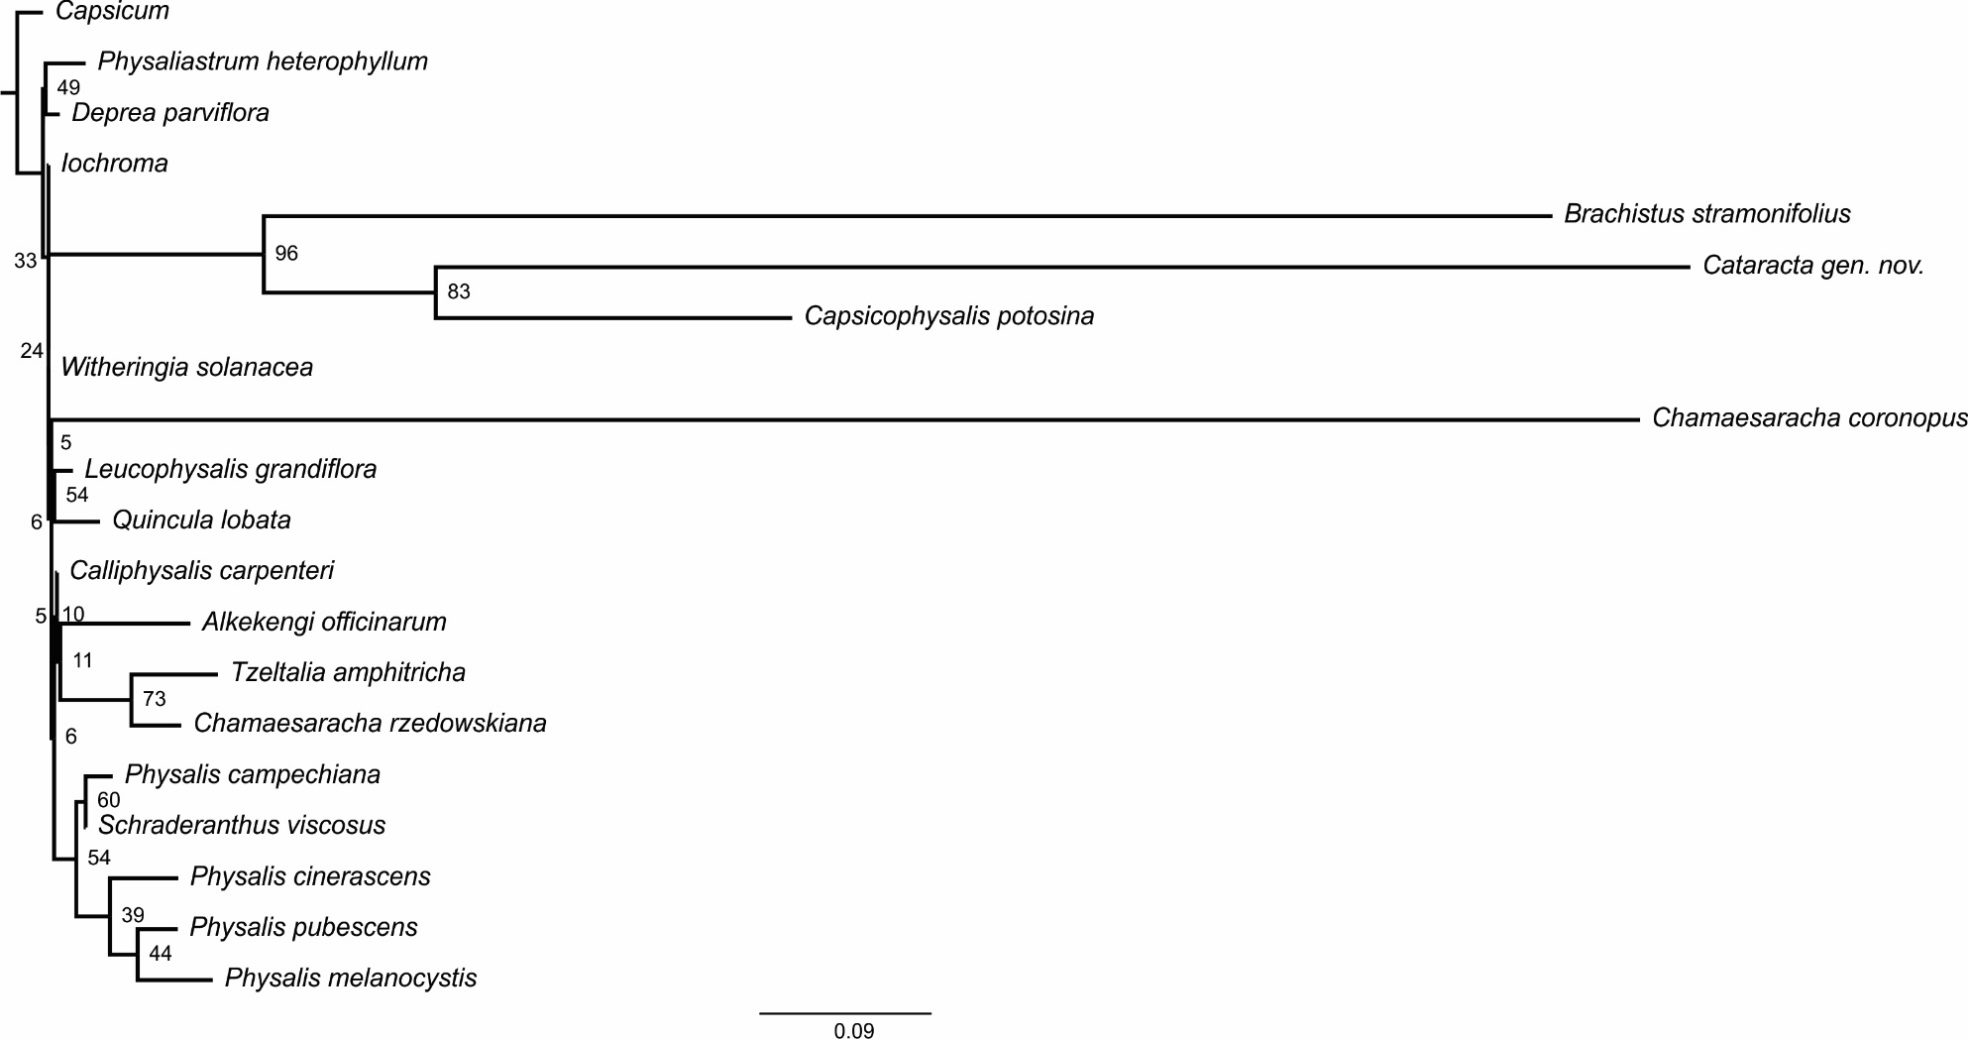 Capsicum
Physaliastrum heterophyllum
49
Deprea parviflora
Iochroma
Brachistus stramonifolius
33
96
Cataracta gen. nov.
83
Capsicophysalis potosina
24
Witheringia solanacea
Chamaesaracha coronopus
5
Leucophysalis grandiflora
54
6
Quincula lobata
Calliphysalis carpenteri
5
10
Alkekengi officinarum
11
Tzeltalia amphitricha
73
Chamaesaracha rzedowskiana
6
Physalis campechiana
60
Schraderanthus viscosus
54
Physalis cinerascens
39
Physalis pubescens
44
Physalis melanocystis
0.09